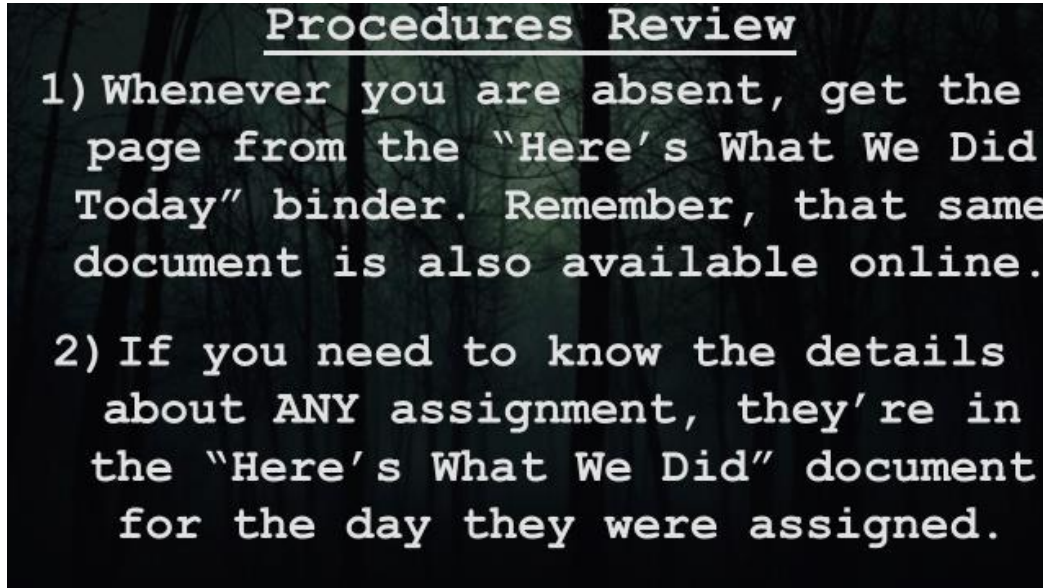 Procedures Review
1) Whenever you are absent, get the
page from the “Here’s What We Did
Today” binder. Remember, that same
document is also available online.
2) If you need to know the details
about ANY assignment, they’re in
the “Here’s What We Did” document
for the day they were assigned.